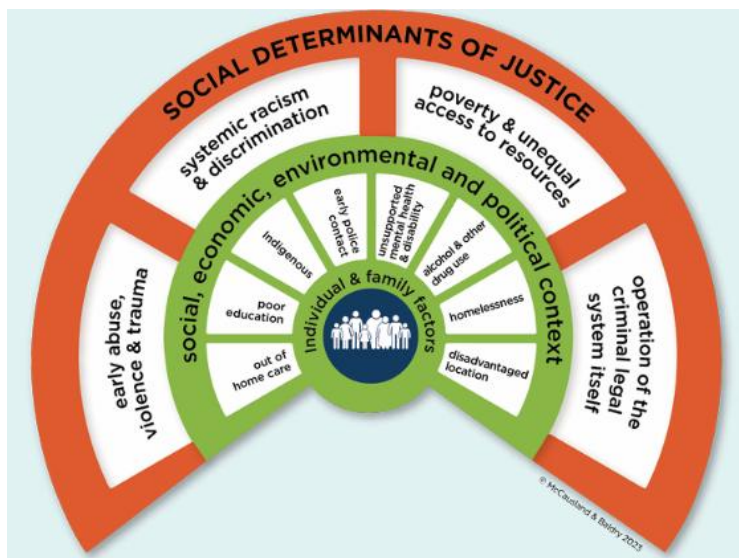 SOCIAL DETERMINANTS OF JUSTICE
early abuse,
violence & trauma
systemic racism
& discrimination
poverty & unequal
access to resources
operation of the
criminal legal
system itself
social, economic, environmental and political context
out of
home care
poor
education
Indigenous
early police
contact
unsupported
mental health
& disability
alcohol & other
drug use
homelessness
disadvantaged
location
Individual & family factors
© McCausland & Baldry 2023